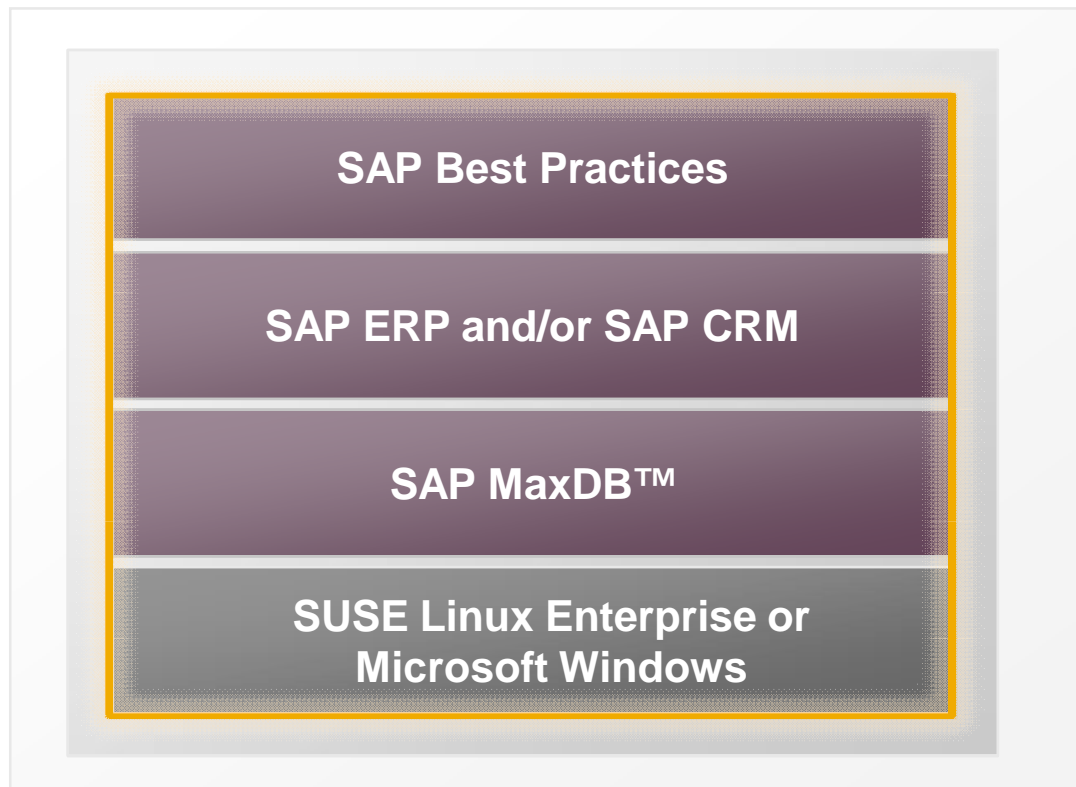 SAP Best Practices
SAP ERP and/or SAP CRM
SAP MaxDB™
SUSE Linux Enterprise or
Microsoft Windows